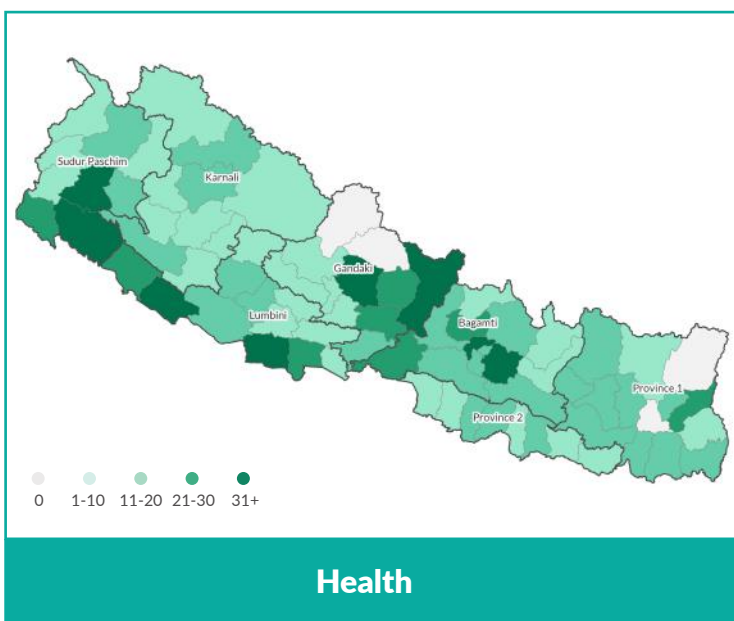 Sudur Paschim
Karnali
Gandaki
Lumbini
Bagamti
Province 1
Province 2
0 1-10 11-20 21-30 31+
Health